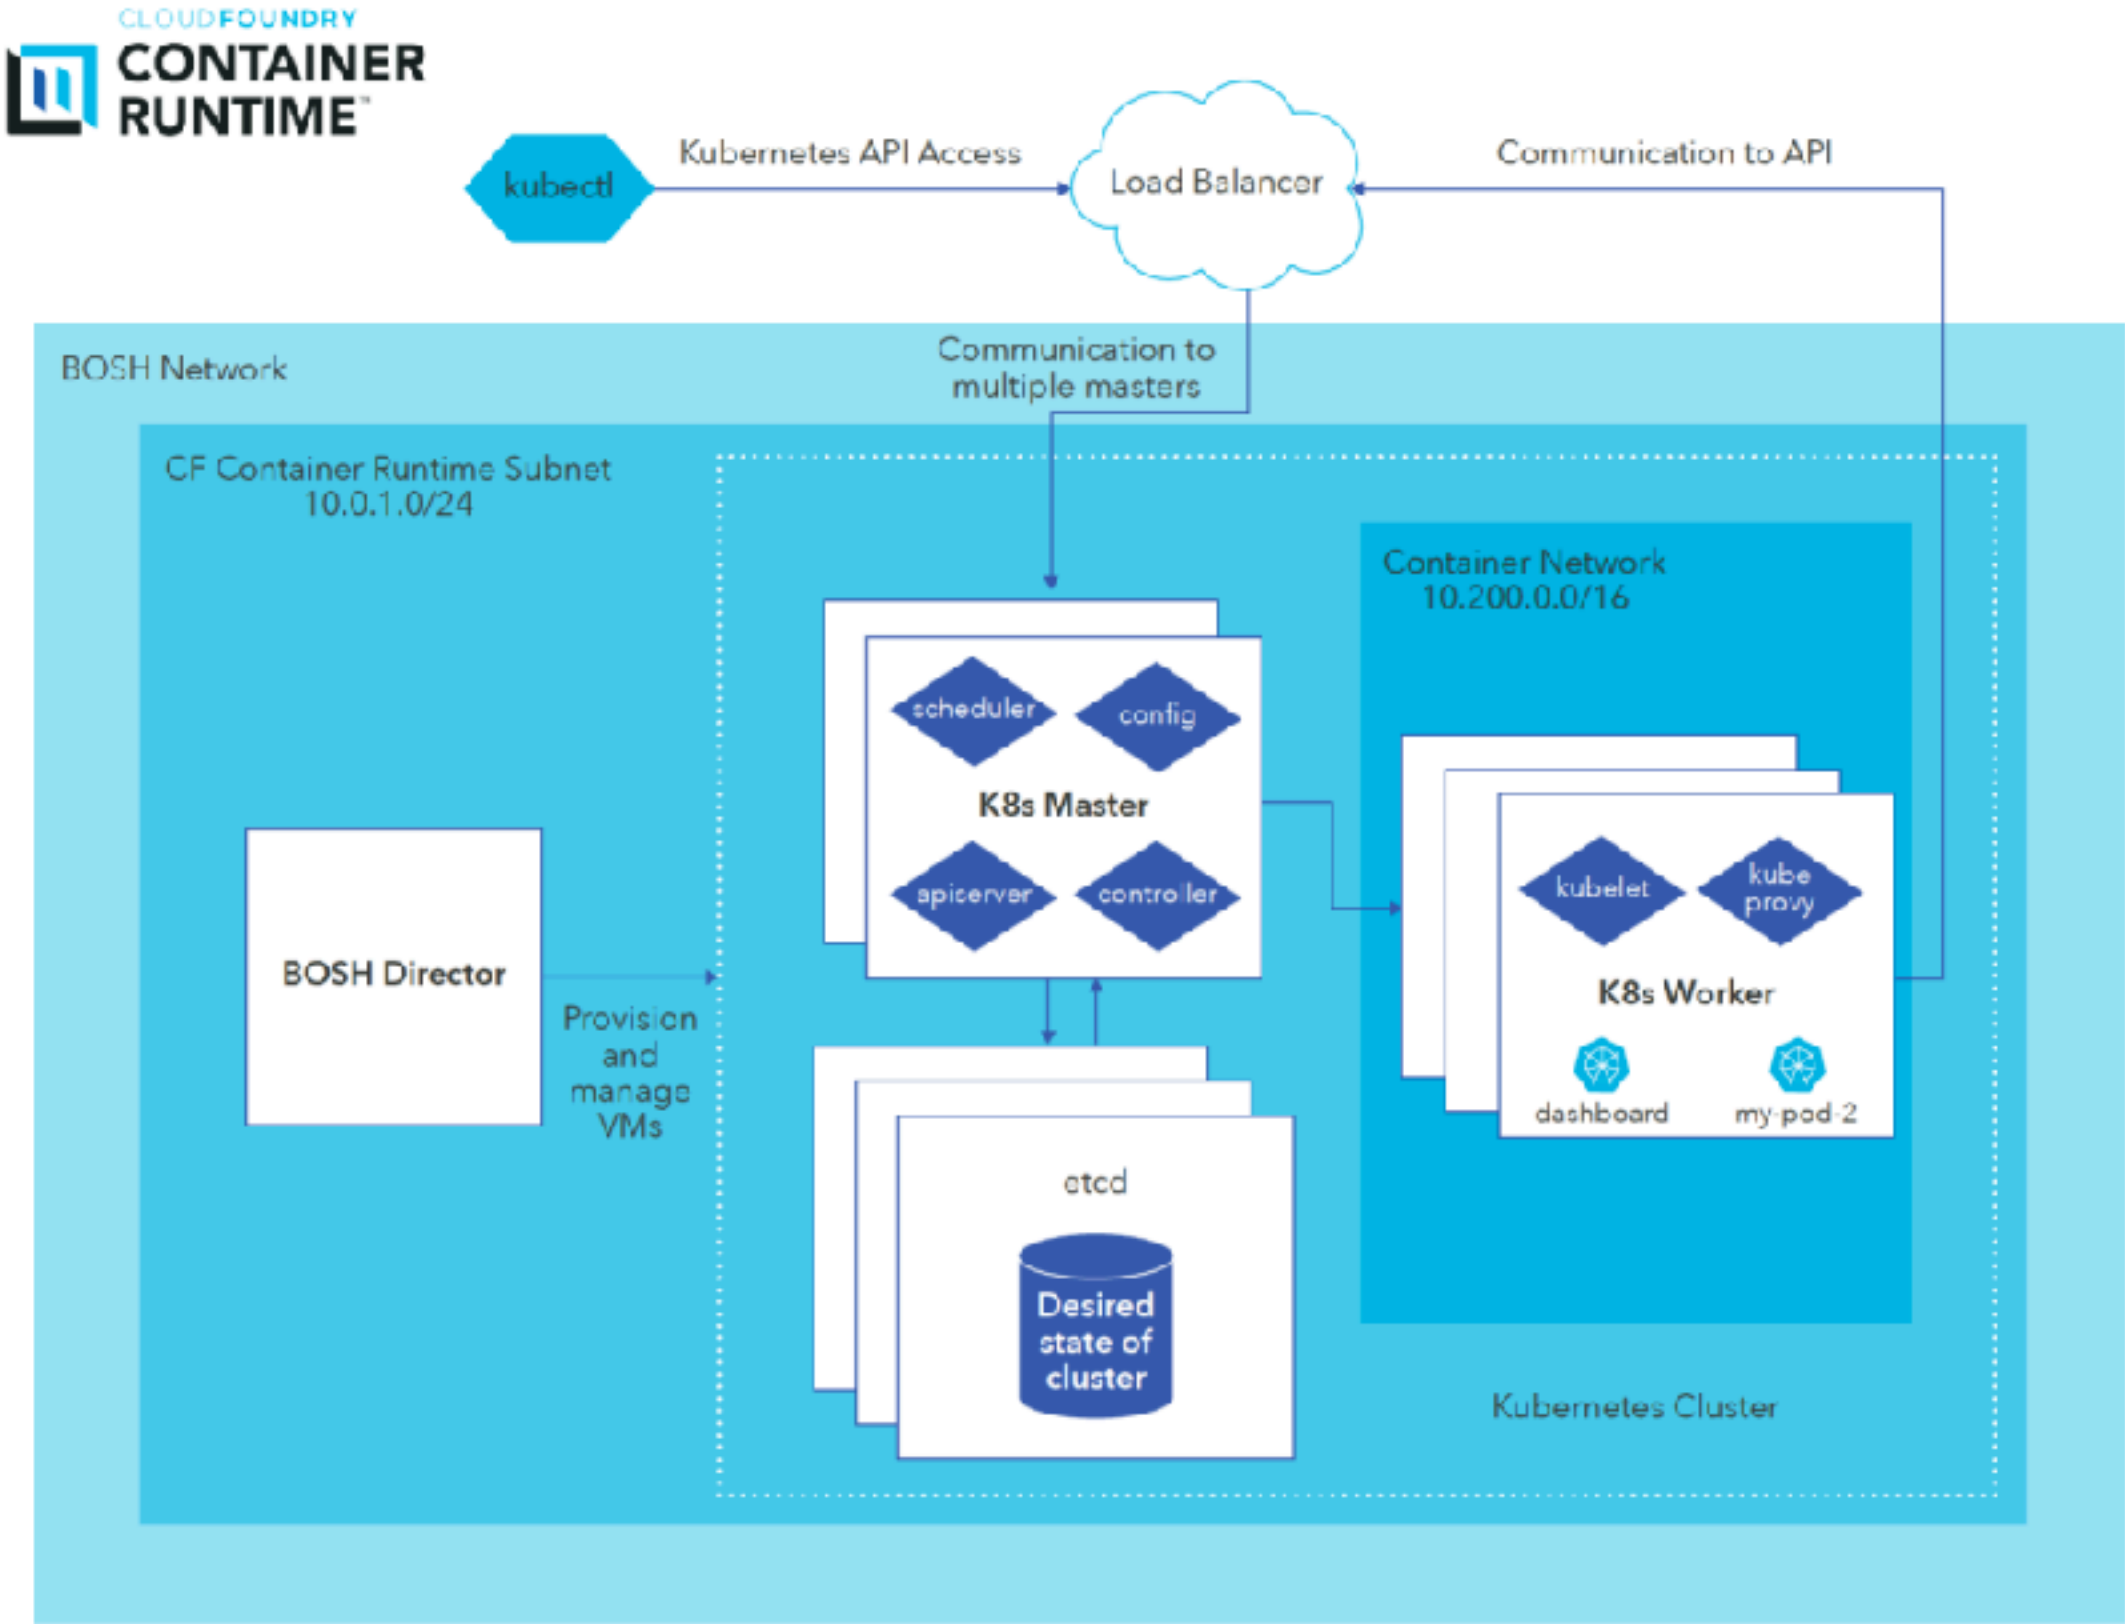 CLOUDFOUNDRY
CONTAINER
RUNTIME™
kubectl
Kubernetes API Access
Load Balancer
Communication to API
BOSH Network
Communication to
multiple masters
CF Container Runtime Subnet
10.0.1.0/24
Container Network
10.200.0.0/16
scheduler
config
K8s Master
apiserver
controller
kubelet
kube
provy
K8s Worker
dashboard
my-pod-2
BOSH Director
Provision
and
manage
VMs
etcd
Desired
state of
cluster
Kubernetes Cluster